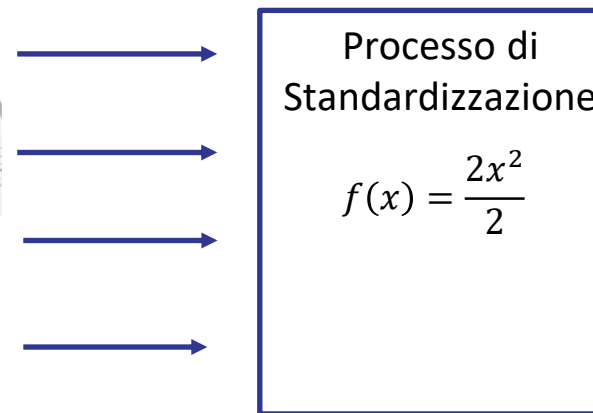 Processo di
Standardizzazione
f(x) = 2x²/2